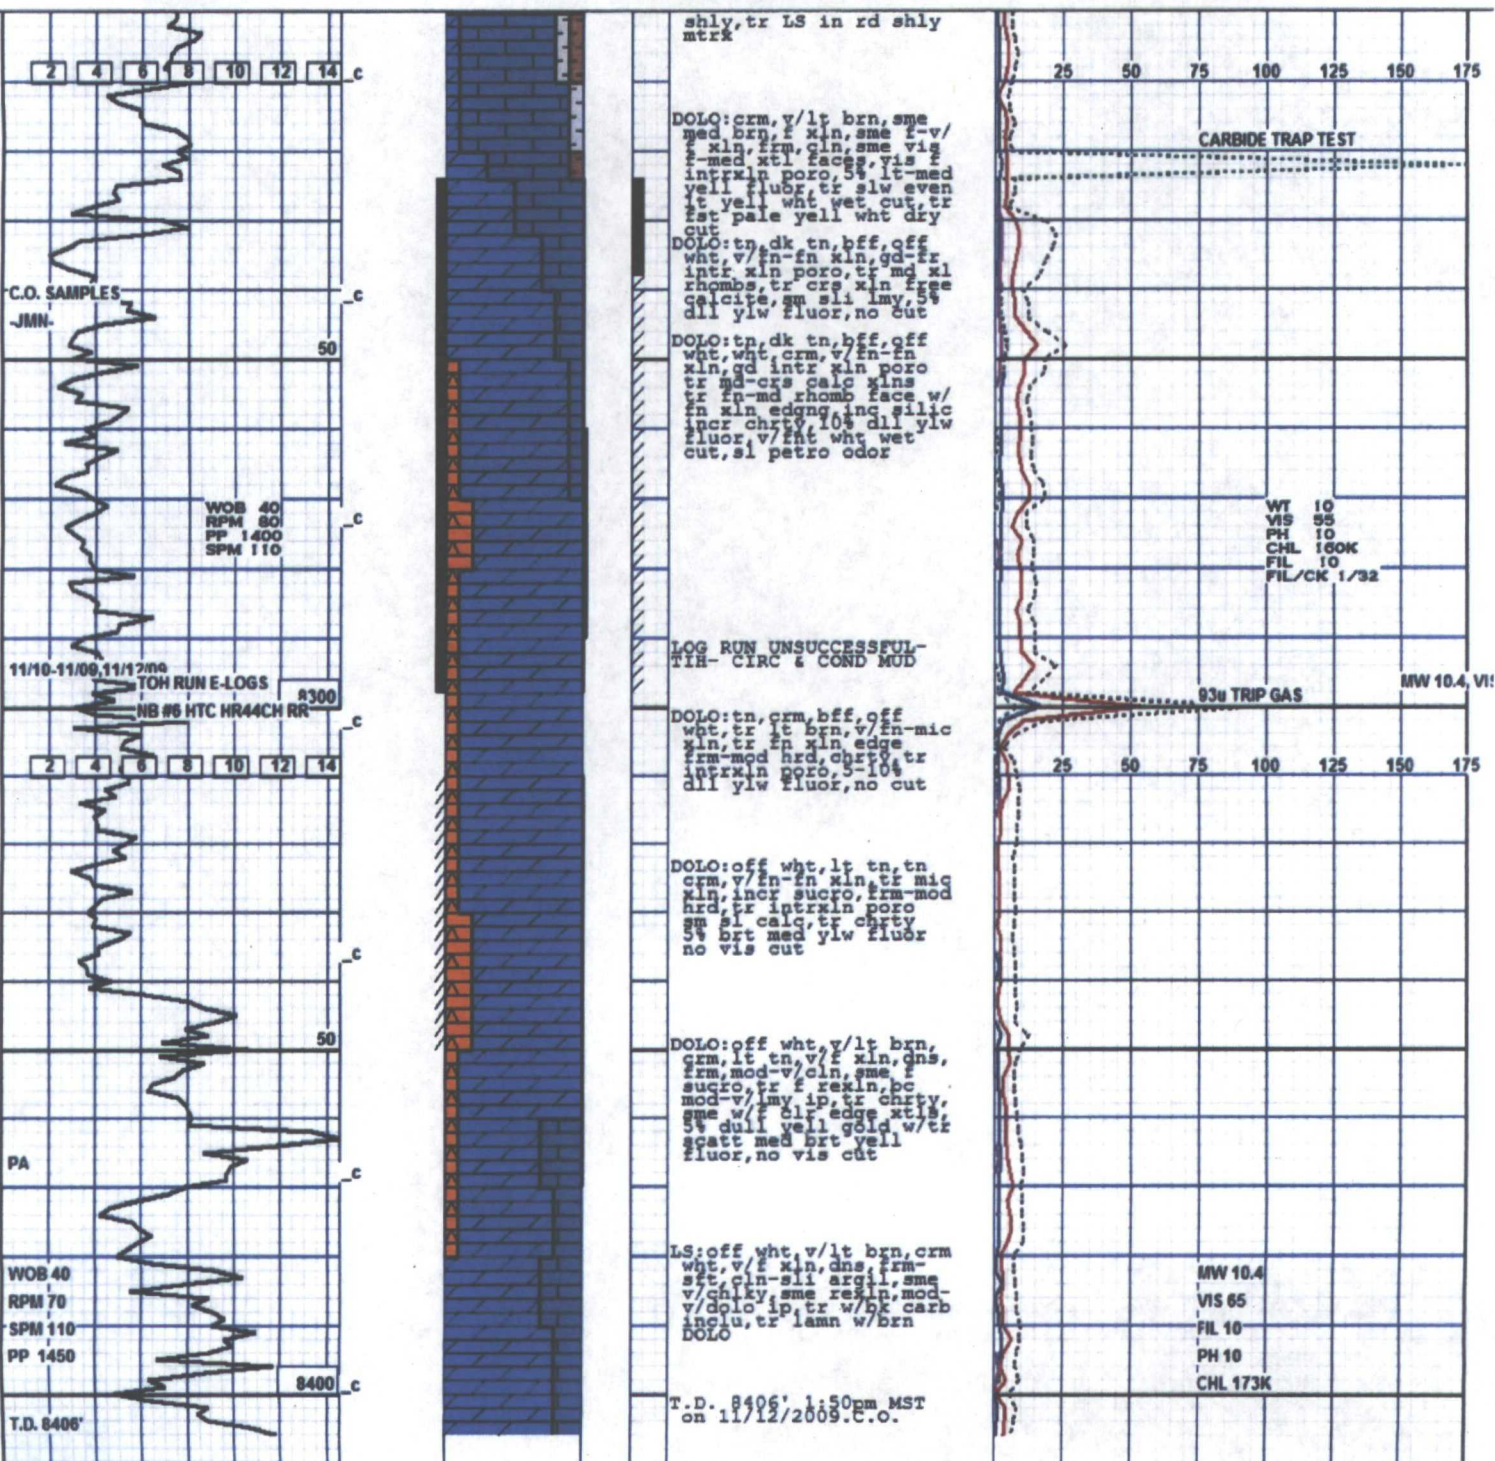 shly,tr LS in rd shly
mtrx
2 4 6 8 10 12 14
_C
25 50 75 100 125 150 175
DOLO:crm,v/lt brn,sme
med brn,f xln,sme f-v/
f xln,frm,cln,sme vis
f-med xtl faces,vis f
intrxln poro,5% lt-med
yell fluor,tr slw even
lt yell wht wet cut,tr
fst pale yell wht dry
cut
CARBIDE TRAP TEST
DOLO:tn,dk tn,bff,off
wht,v/fn-fn xln,gd-fr
intr xln poro,tr md xl
rhombs,tr crs xln free
calcite,sm sli lmy,5%
dll ylw fluor,no cut
C.O. SAMPLES
-JMN-
_C
50
DOLO:tn,dk tn,bff,off
wht,wht,crm,v/fn-fn
xln,gd intr xln poro
tr md-crs calc xlns
tr fn-md rhomb face w/
fn xln edgng,inc silic
incr chrty,10% dll ylw
fluor,v/fnt wht wet
cut,sl petro odor
WOB 40
RPM 80
PP 1400
SPM 110
_C
WT 10
VIS 55
PH 10
CHL 160K
FIL 10
FIL/CK 1/32
LOG RUN UNSUCCESSFUL-
TIH- CIRC & COND MUD
11/10-11/09,11/12/09
TOH RUN E-LOGS
8300
NB #6 HTC HR44CH RR
_C
93u TRIP GAS
MW 10.4, VIS
DOLO:tn,crm,bff,off
wht,tr lt brn,v/fn-mic
xln,tr fn xln edge
frm-mod hrd,chrty,tr
intrxln poro,5-10%
dll ylw fluor,no cut
2 4 6 8 10 12 14
25 50 75 100 125 150 175
DOLO:off wht,lt tn,tn
crm,v/fn-fn xln,tr mic
xln,incr sucro,frm-mod
hrd,tr intrxln poro
sm sl calc,tr chrty
5% brt med ylw fluor
no vis cut
_C
50
DOLO:off wht,v/lt brn,
crm,lt tn,v/f xln,dns,
frm,mod-v/cln,sme f
sucro,tr f rexln,bc
mod-v/lmy ip,tr chrty,
sme w/f clr edge xtls,
5% dull yell gold,w/tr
scatt med brt yell
fluor,no vis cut
PA
_C
LS:off wht,v/lt brn,crm
wht,v/f xln,dns,frm-
sft,cln-sli argil,sme
v/chlky,sme rexln,mod-
v/dolo ip,tr w/bk carb
inclu,tr lamn w/brn
DOLO
WOB 40
RPM 70
SPM 110
PP 1450
MW 10.4
VIS 65
FIL 10
PH 10
CHL 173K
8400
_C
T.D. 8406' 1:50pm MST
on 11/12/2009.C.O.
T.D. 8406'